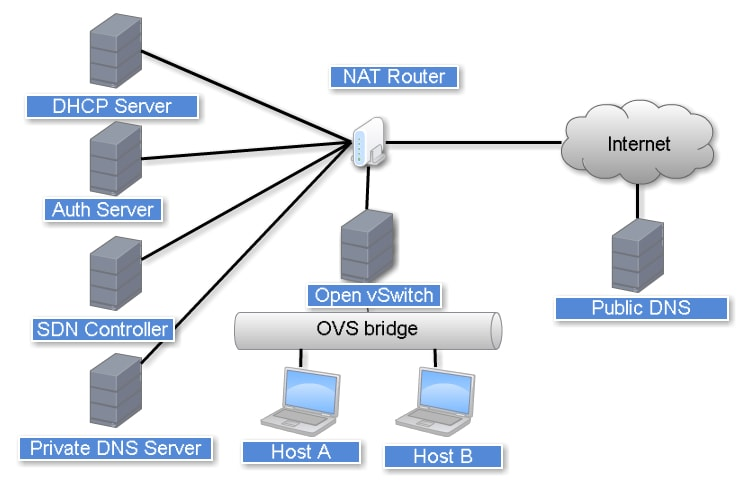 NAT Router
DHCP Server
Internet
Auth Server
Open vSwitch
Public DNS
SDN Controller
OVS bridge
Private DNS Server
Host A
Host B